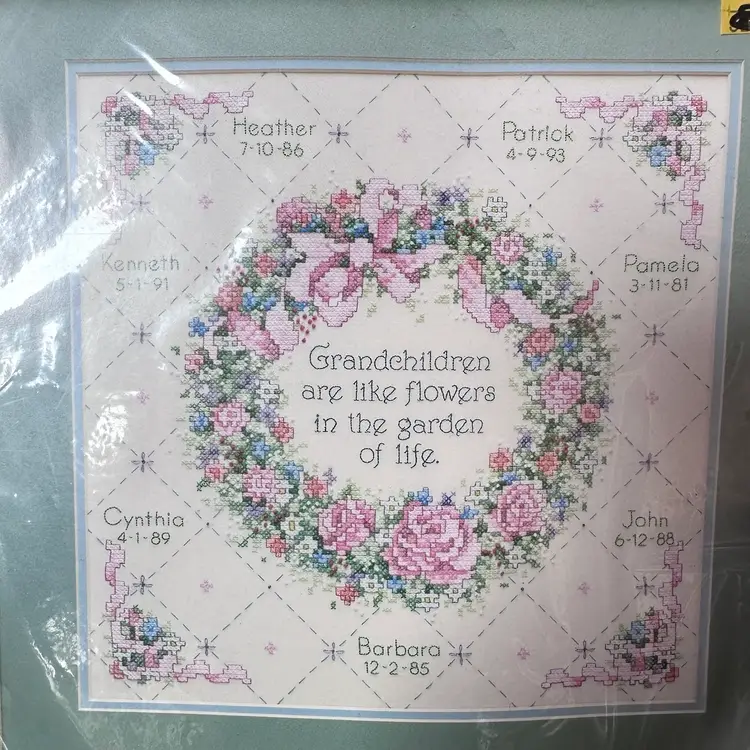 Heather
7-10-86
Patrick
4-9-93
Kenneth
5-1-91
Pamela
3-11-81
Grandchildren
are like flowers
in the garden
of life.
Cynthia
4-1-89
John
6-12-88
Barbara
12-2-85